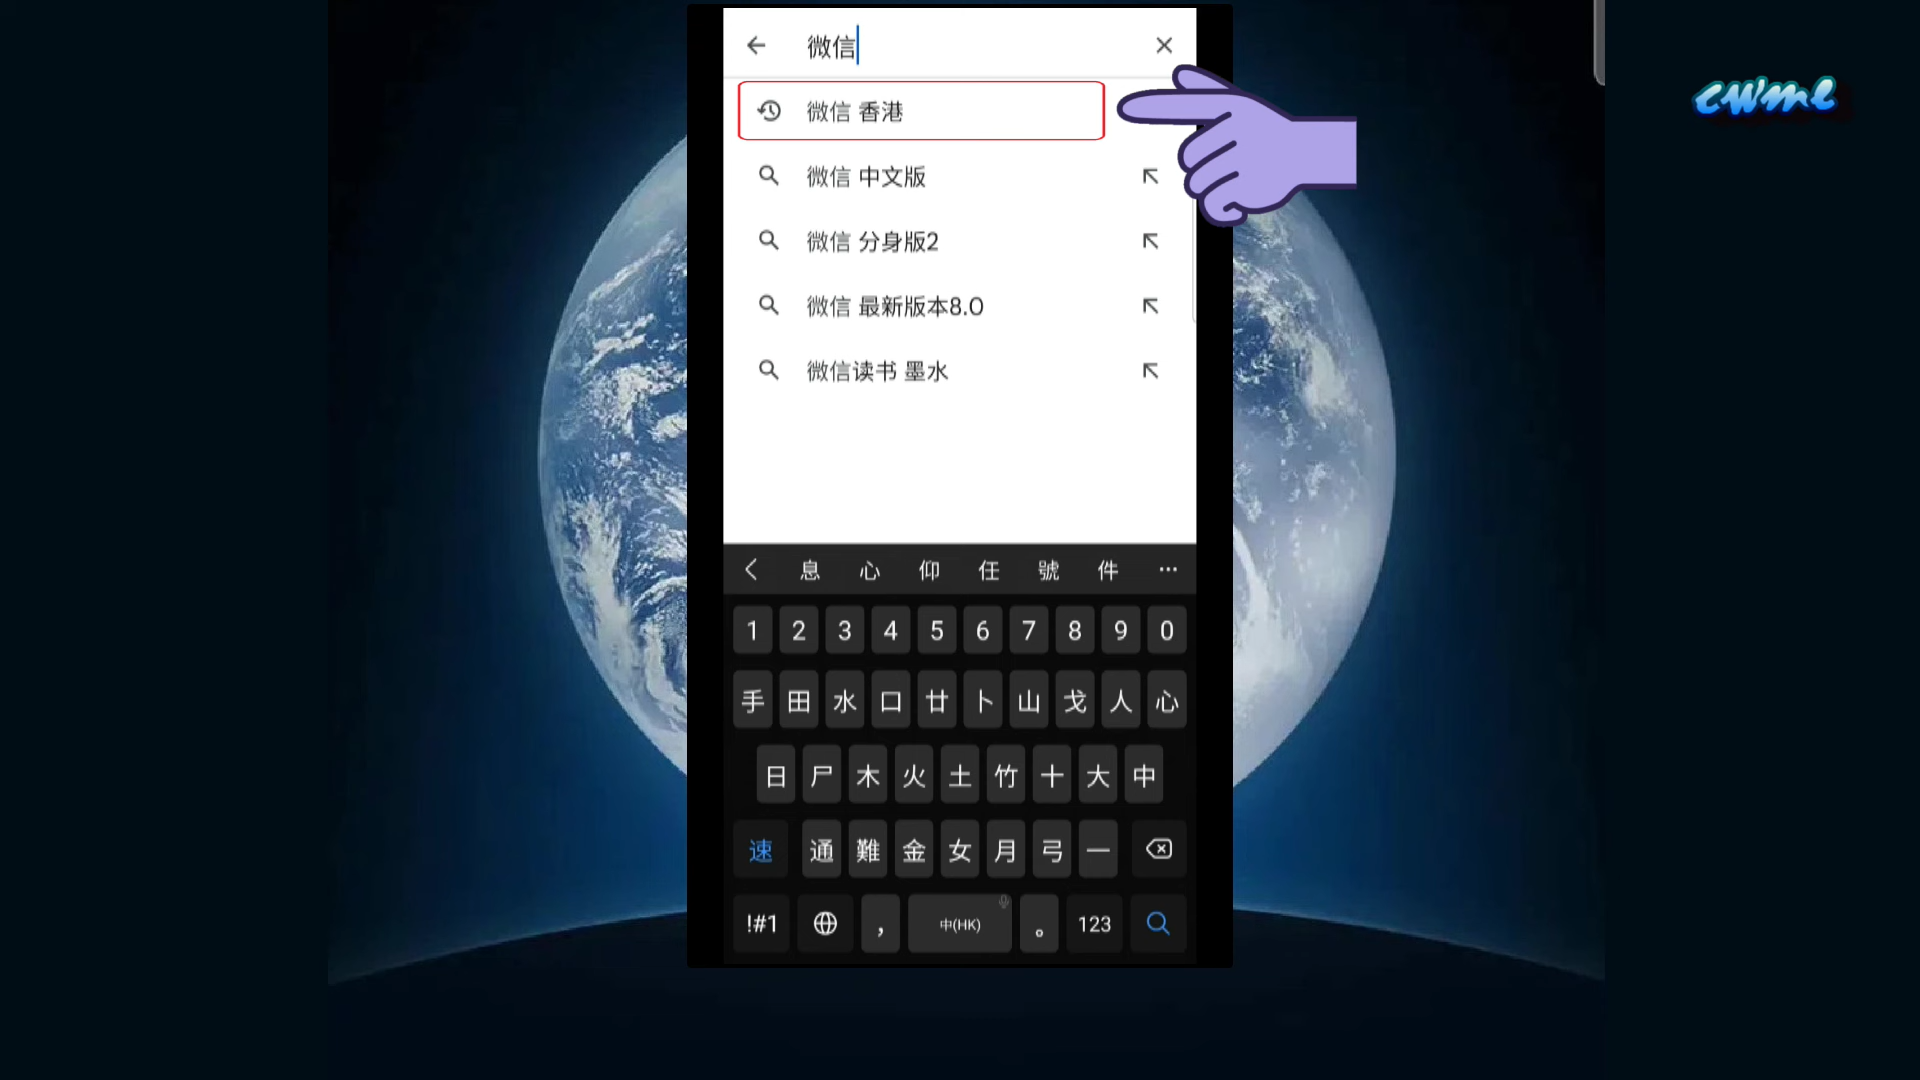 微信
cwml
微信 香港
微信 中文版
微信 分身版2
微信 最新版本8.0
微信读书 墨水
息 心 仰 任 號 件 ···
1 2 3 4 5 6 7 8 9 0
手 田 水 口 廿 卜 山 戈 人 心
日 尸 木 火 土 竹 十 大 中
速 通 難 金 女 月 弓 一
!#1 ， 中(HK) 。 123